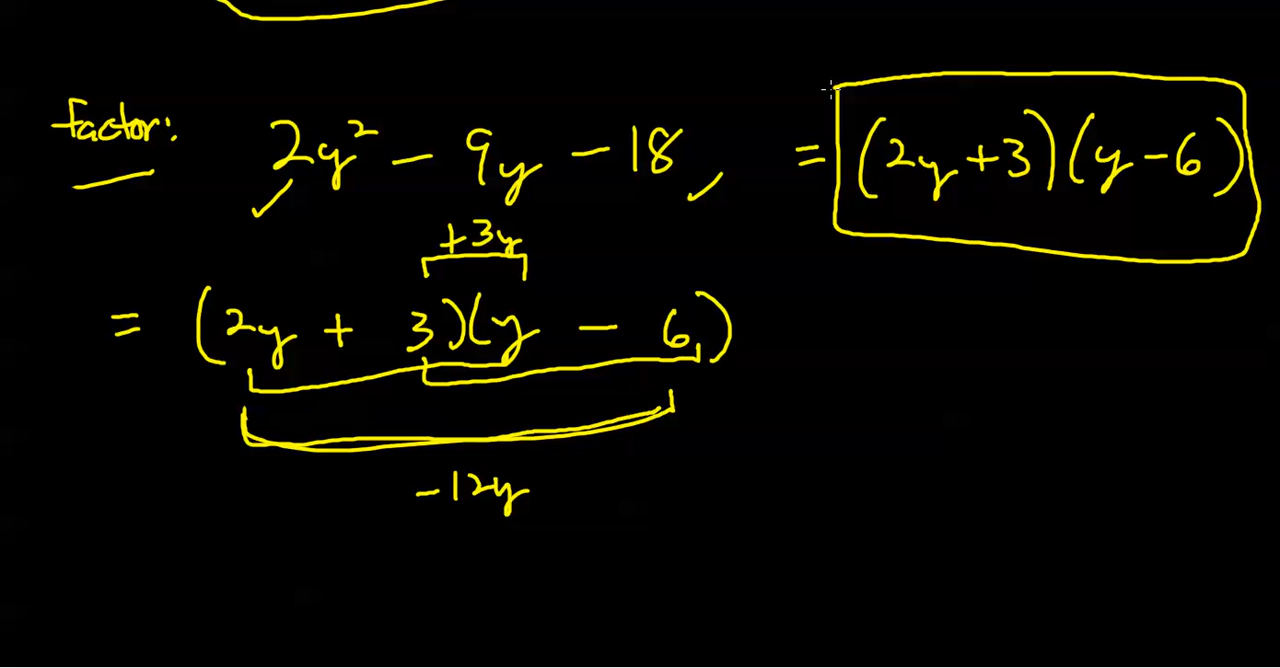 factor: 2y² - 9y - 18 = (2y+3)(y-6)
+3y
= (2y + 3)(y - 6)
-12y